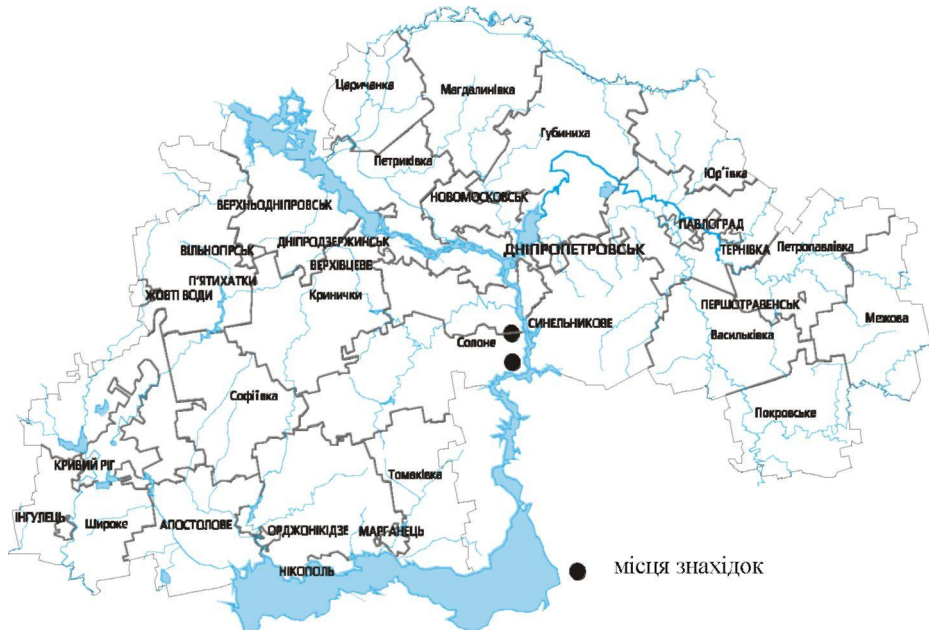 Царичанка
Магдалинівка
Губиниха
Петриківка
Юр'ївка
НОВОМОСКОВСЬК
ВЕРХНЬОДНІПРОВСЬК
ПАВЛОГРАД
ДНІПРОДЗЕРЖИНСЬК
ДНІПРОПЕТРОВСЬК
ТЕРНІВКА
Петропавлівка
ВІЛЬНОГІРСЬК
ВЕРХІВЦЕВЕ
П'ЯТИХАТКИ
ЖОВТІ ВОДИ
Кринички
ПЕРШОТРАВЕНСЬК
СИНЕЛЬНИКОВЕ
Межова
Васильківка
Солоне
Софіївка
Покровське
КРИВИЙ РІГ
Томаківка
ІНГУЛЕЦЬ
Широке
АПОСТОЛОВЕ
ОРДЖОНІКІДЗЕ
МАРГАНЕЦЬ
НІКОПОЛЬ
місця знахідок